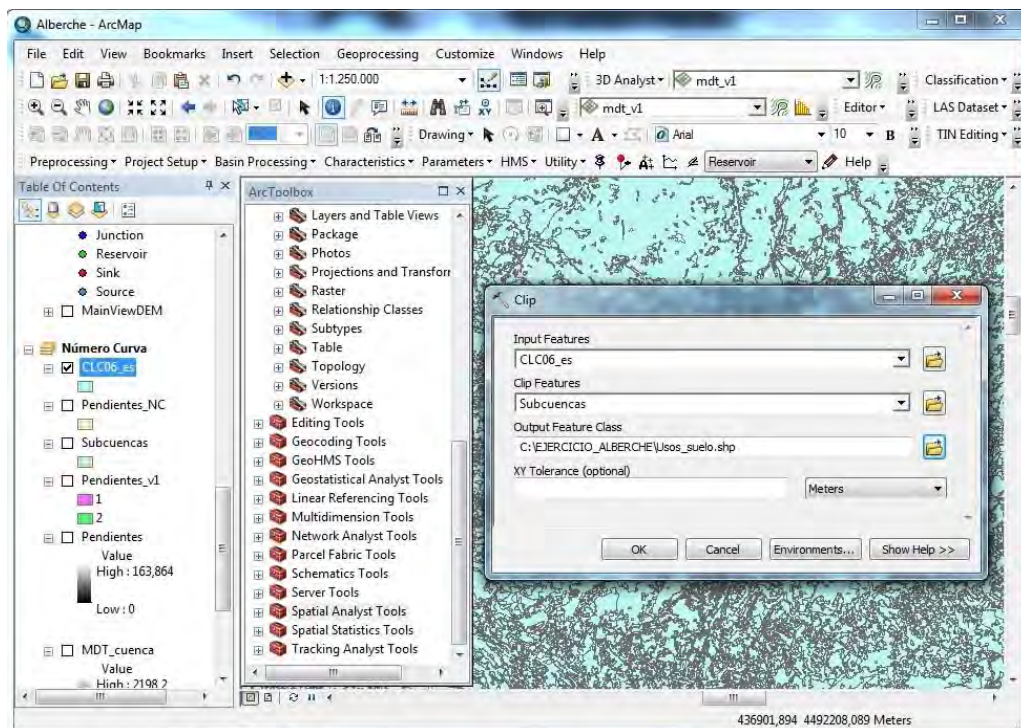 Alberche - ArcMap
File Edit View Bookmarks Insert Selection Geoprocessing Customize Windows Help
1:1.250.000 3D Analyst mdt_v1 Classification
mdt_v1 Editor LAS Dataset
Drawing A Arial 10 B TIN Editing
Preprocessing Project Setup Basin Processing Characteristics Parameters HMS Utility Reservoir Help
Table Of Contents
Junction
Reservoir
Sink
Source
MainViewDEM
Número Curva
CLC06_es
Pendientes_NC
Subcuencas
Pendientes_v1
1
2
Pendientes
Value
High : 163,864
Low : 0
MDT_cuenca
Value
High : 2198,2
ArcToolbox
Layers and Table Views
Package
Photos
Projections and Transforr
Raster
Relationship Classes
Subtypes
Table
Topology
Versions
Workspace
Editing Tools
Geocoding Tools
GeoHMS Tools
Geostatistical Analyst Tools
Linear Referencing Tools
Multidimension Tools
Network Analyst Tools
Parcel Fabric Tools
Schematics Tools
Server Tools
Spatial Analyst Tools
Spatial Statistics Tools
Tracking Analyst Tools
Clip
Input Features
CLC06_es
Clip Features
Subcuencas
Output Feature Class
C:\EJERCICIO_ALBERCHE\Usos_suelo.shp
XY Tolerance (optional)
Meters
OK Cancel Environments... Show Help >>
436901,894 4492208,089 Meters